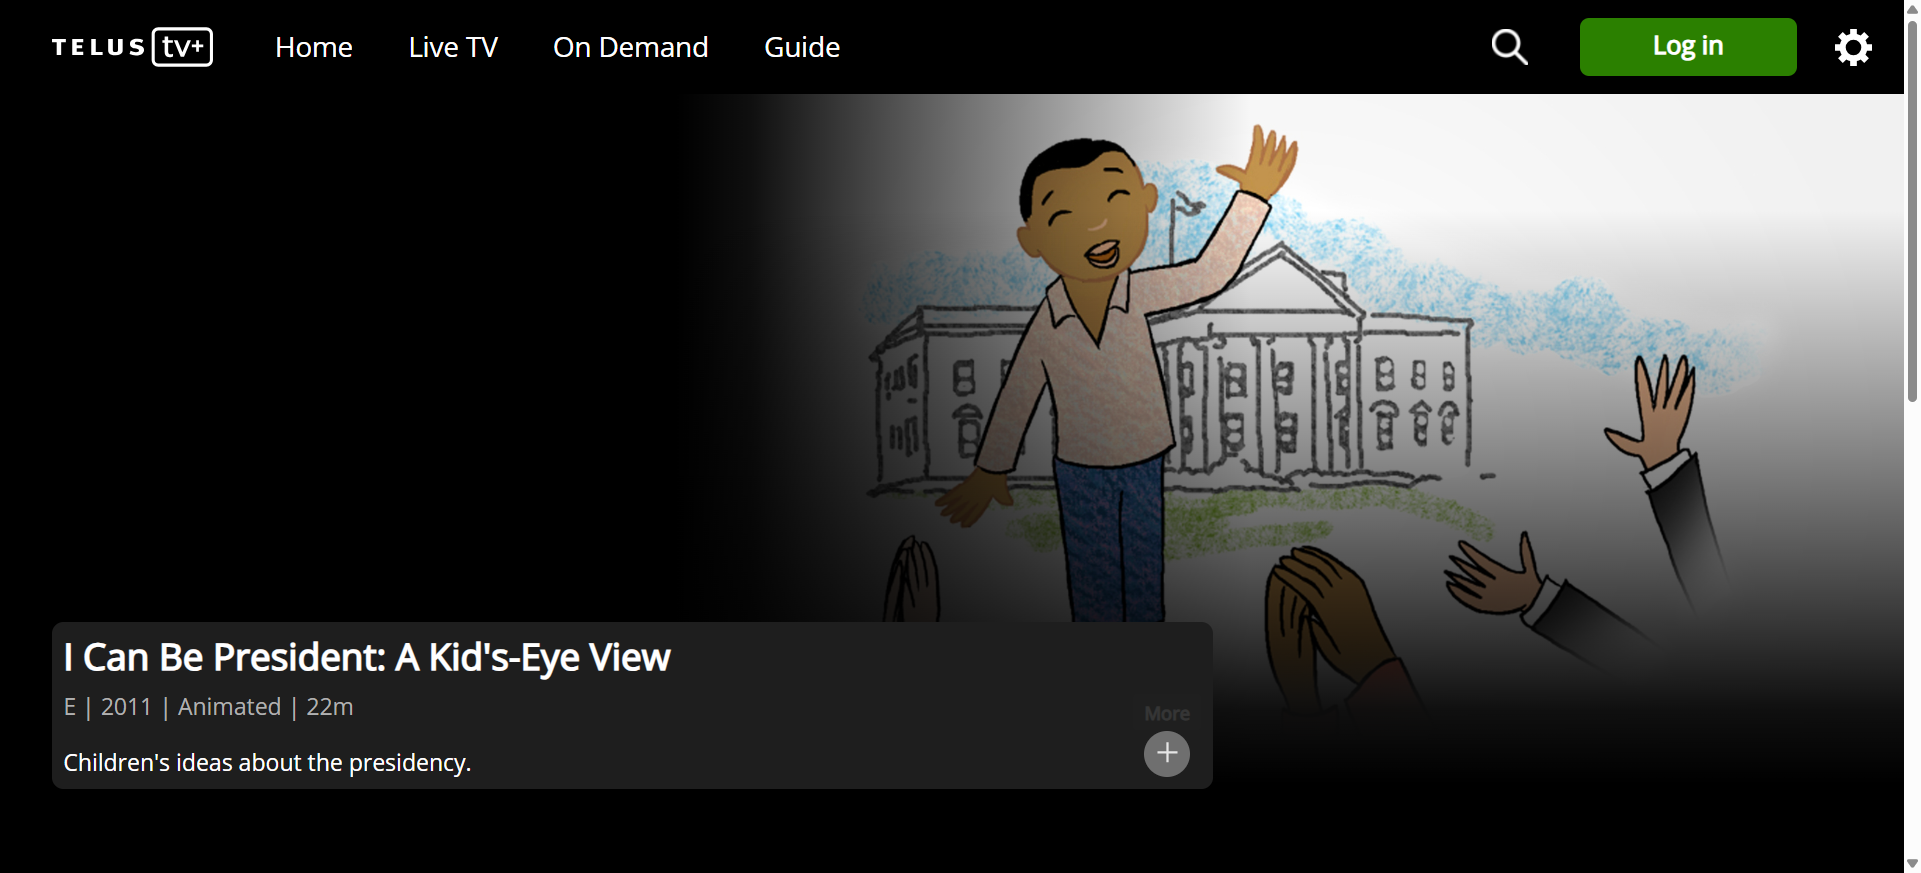 TELUS tv+
Home
Live TV
On Demand
Guide
Log in
I Can Be President: A Kid's-Eye View
E | 2011 | Animated | 22m
More
Children's ideas about the presidency.